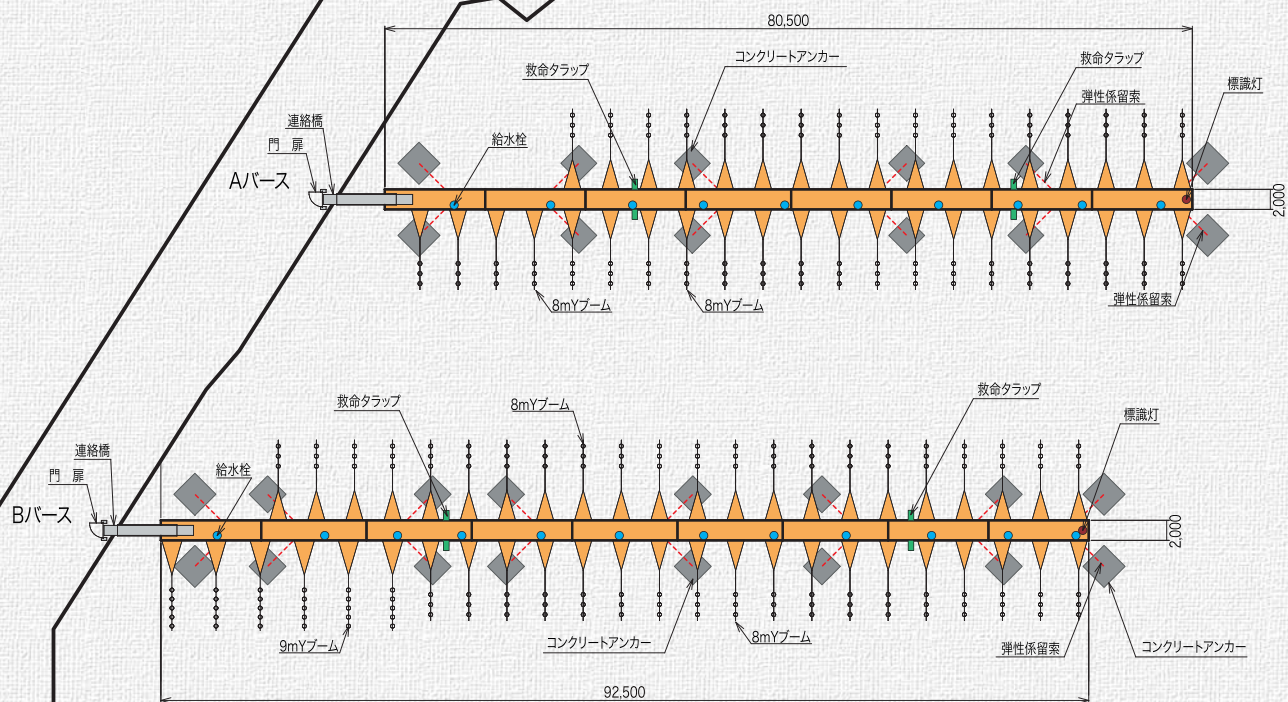 80,500
コンクリートアンカー
救命タラップ
救命タラップ
標識灯
弾性係留索
連絡橋
門　扉
給水栓
Aバース
2,000
8mYブーム
8mYブーム
弾性係留索
救命タラップ
8mYブーム
救命タラップ
標識灯
連絡橋
門　扉
給水栓
Bバース
2,000
9mYブーム
コンクリートアンカー
8mYブーム
弾性係留索
コンクリートアンカー
92,500